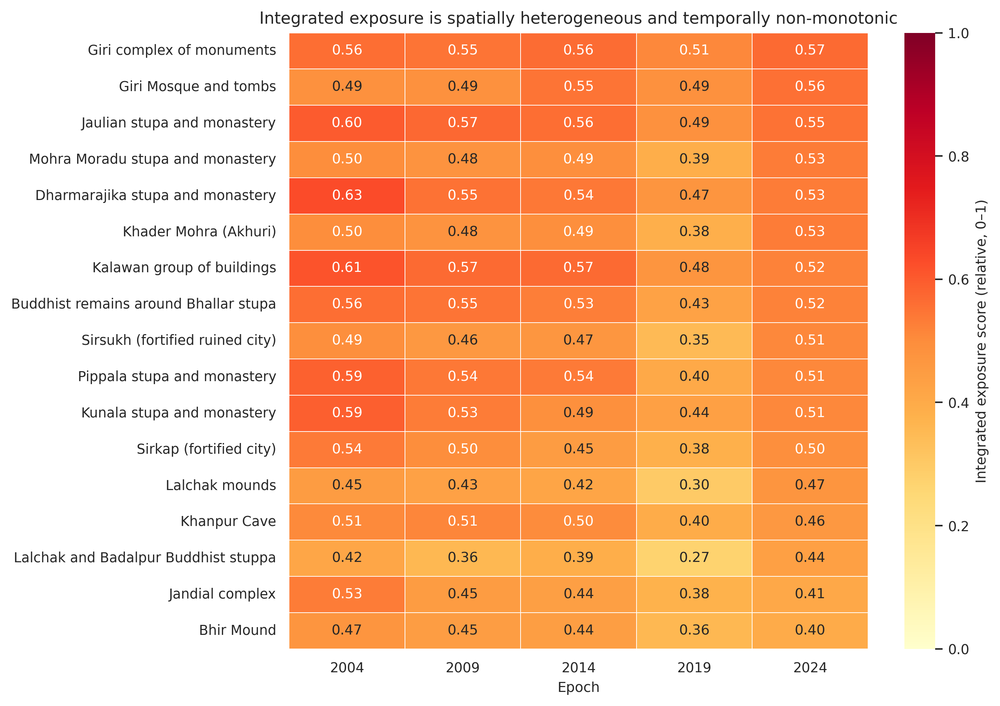 Integrated exposure is spatially heterogeneous and temporally non-monotonic
Giri complex of monuments 0.56 0.55 0.56 0.51 0.57
Giri Mosque and tombs 0.49 0.49 0.55 0.49 0.56
Jaulian stupa and monastery 0.60 0.57 0.56 0.49 0.55
Mohra Moradu stupa and monastery 0.50 0.48 0.49 0.39 0.53
Dharmarajika stupa and monastery 0.63 0.55 0.54 0.47 0.53
Khader Mohra (Akhuri) 0.50 0.48 0.49 0.38 0.53
Kalawan group of buildings 0.61 0.57 0.57 0.48 0.52
Buddhist remains around Bhallar stupa 0.56 0.55 0.53 0.43 0.52
Sirsukh (fortified ruined city) 0.49 0.46 0.47 0.35 0.51
Pippala stupa and monastery 0.59 0.54 0.54 0.40 0.51
Kunala stupa and monastery 0.59 0.53 0.49 0.44 0.51
Sirkap (fortified city) 0.54 0.50 0.45 0.38 0.50
Lalchak mounds 0.45 0.43 0.42 0.30 0.47
Khanpur Cave 0.51 0.51 0.50 0.40 0.46
Lalchak and Badalpur Buddhist stuppa 0.42 0.36 0.39 0.27 0.44
Jandial complex 0.53 0.45 0.44 0.38 0.41
Bhir Mound 0.47 0.45 0.44 0.36 0.40
2004 2009 2014 2019 2024
Epoch
1.0
0.8
0.6
0.4
0.2
0.0
Integrated exposure score (relative, 0–1)